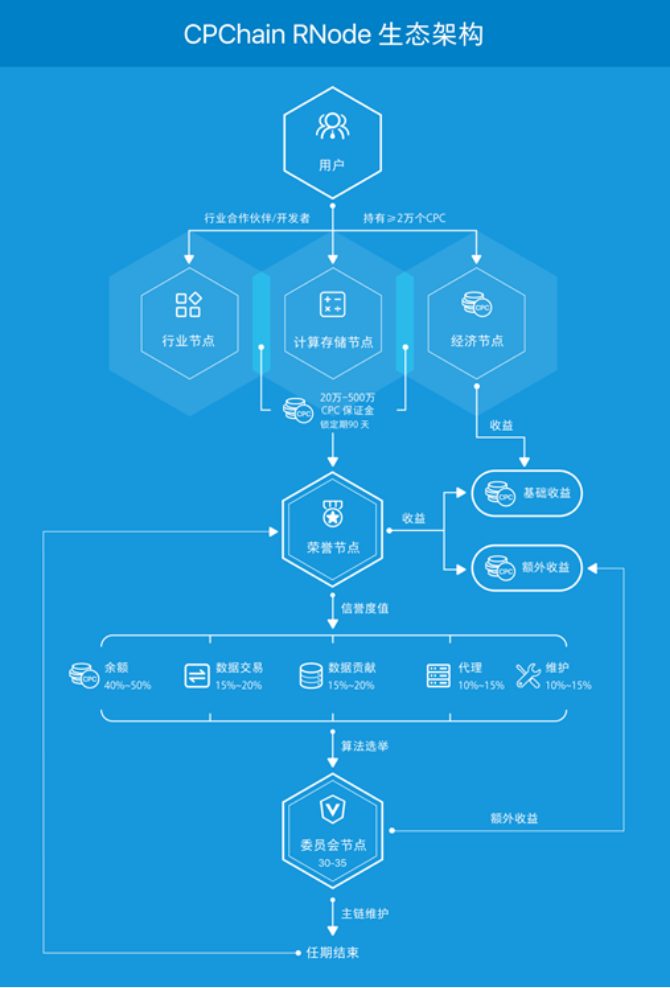 CPChain RNode 生态架构
用户
行业合作伙伴/开发者
持有≥2万个CPC
行业节点
计算存储节点
CPC
经济节点
CPC
20万-500万
CPC 保证金
锁定期90 天
收益
CPC
基础收益
荣誉节点
收益
CPC
额外收益
信誉度值
CPC
余额
40%~50%
数据交易
15%~20%
数据贡献
15%~20%
代理
10%~15%
维护
10%~15%
算法选举
委员会节点
30-35
额外收益
主链维护
任期结束